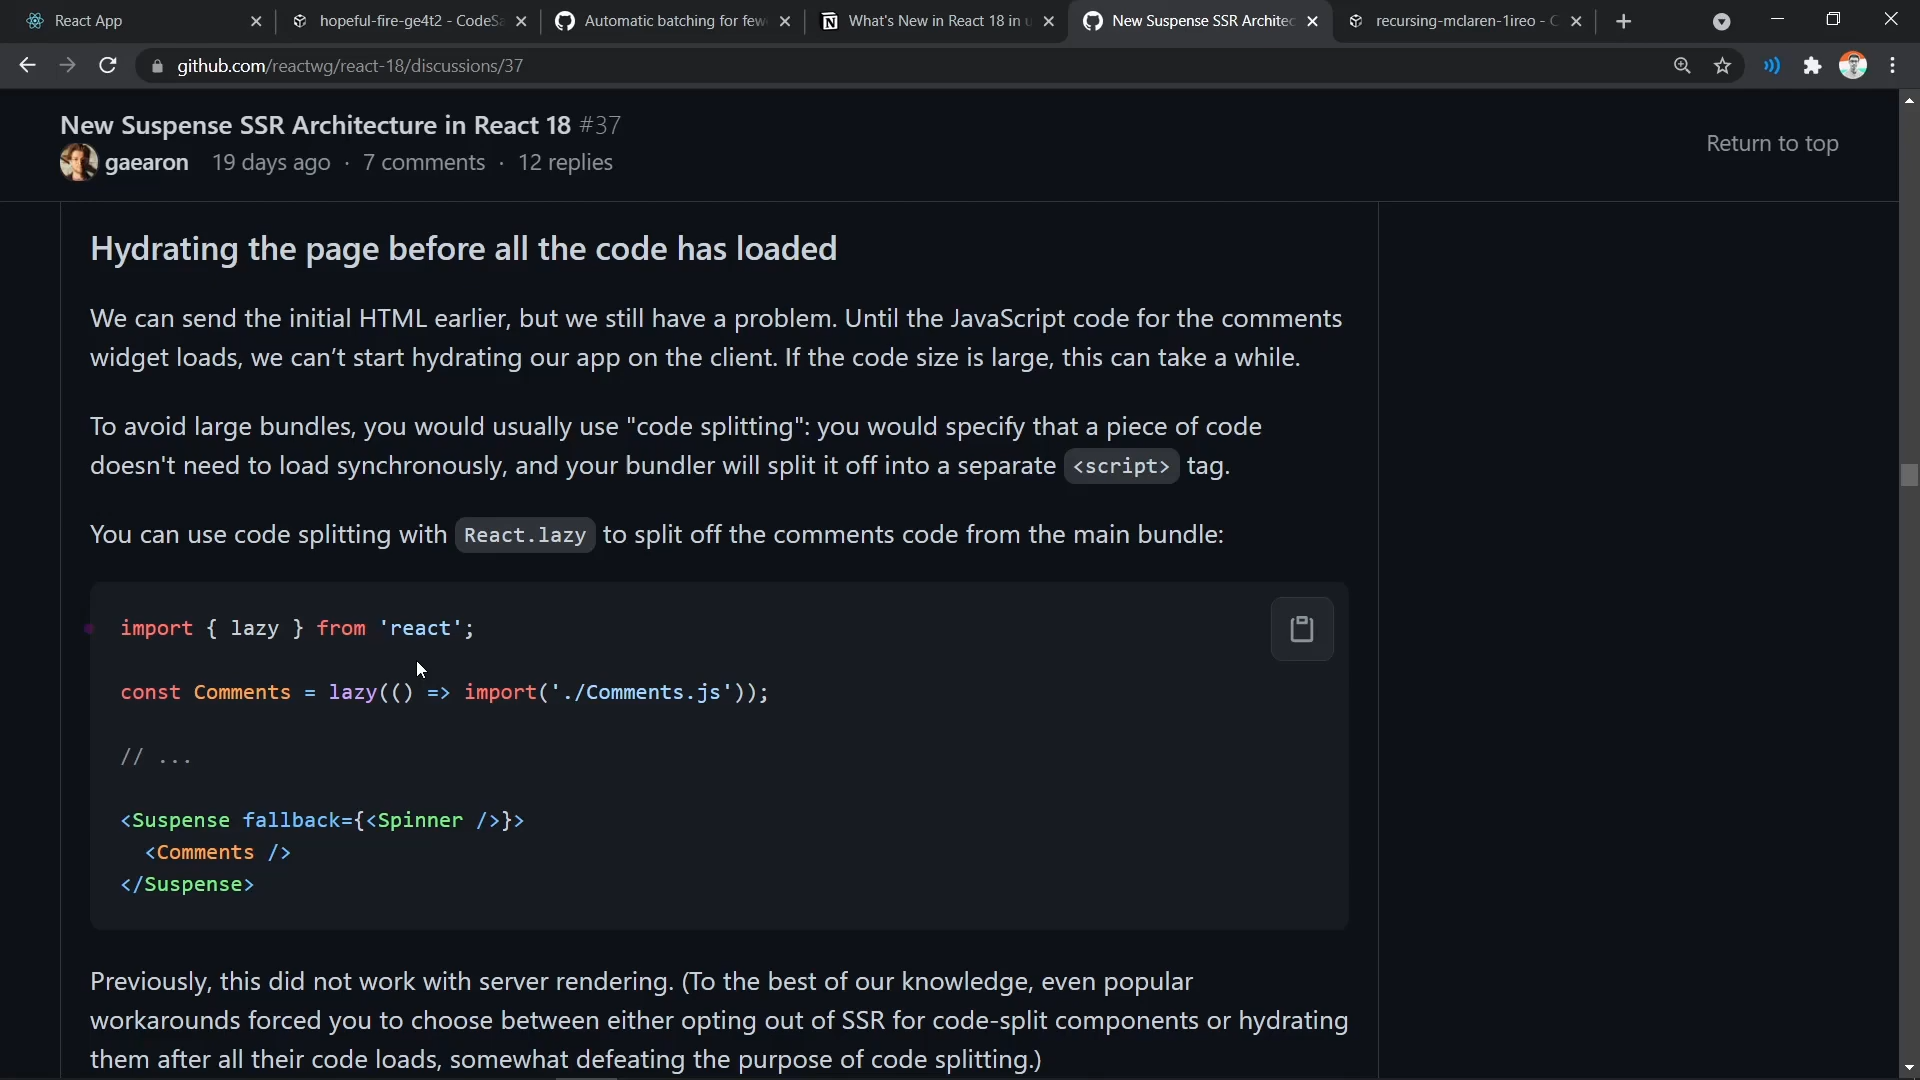 React App
hopeful-fire-ge4t2 - CodeSa
Automatic batching for few
What's New in React 18 in
New Suspense SSR Architec
recursing-mclaren-1ireo - C
github.com/reactwg/react-18/discussions/37
New Suspense SSR Architecture in React 18 #37
gaearon 19 days ago · 7 comments · 12 replies
Return to top
Hydrating the page before all the code has loaded
We can send the initial HTML earlier, but we still have a problem. Until the JavaScript code for the comments
widget loads, we can’t start hydrating our app on the client. If the code size is large, this can take a while.
To avoid large bundles, you would usually use "code splitting": you would specify that a piece of code
doesn't need to load synchronously, and your bundler will split it off into a separate <script> tag.
You can use code splitting with React.lazy to split off the comments code from the main bundle:
import { lazy } from 'react';
const Comments = lazy(() => import('./Comments.js'));
// ...
<Suspense fallback={<Spinner />}>
<Comments />
</Suspense>
Previously, this did not work with server rendering. (To the best of our knowledge, even popular
workarounds forced you to choose between either opting out of SSR for code-split components or hydrating
them after all their code loads, somewhat defeating the purpose of code splitting.)